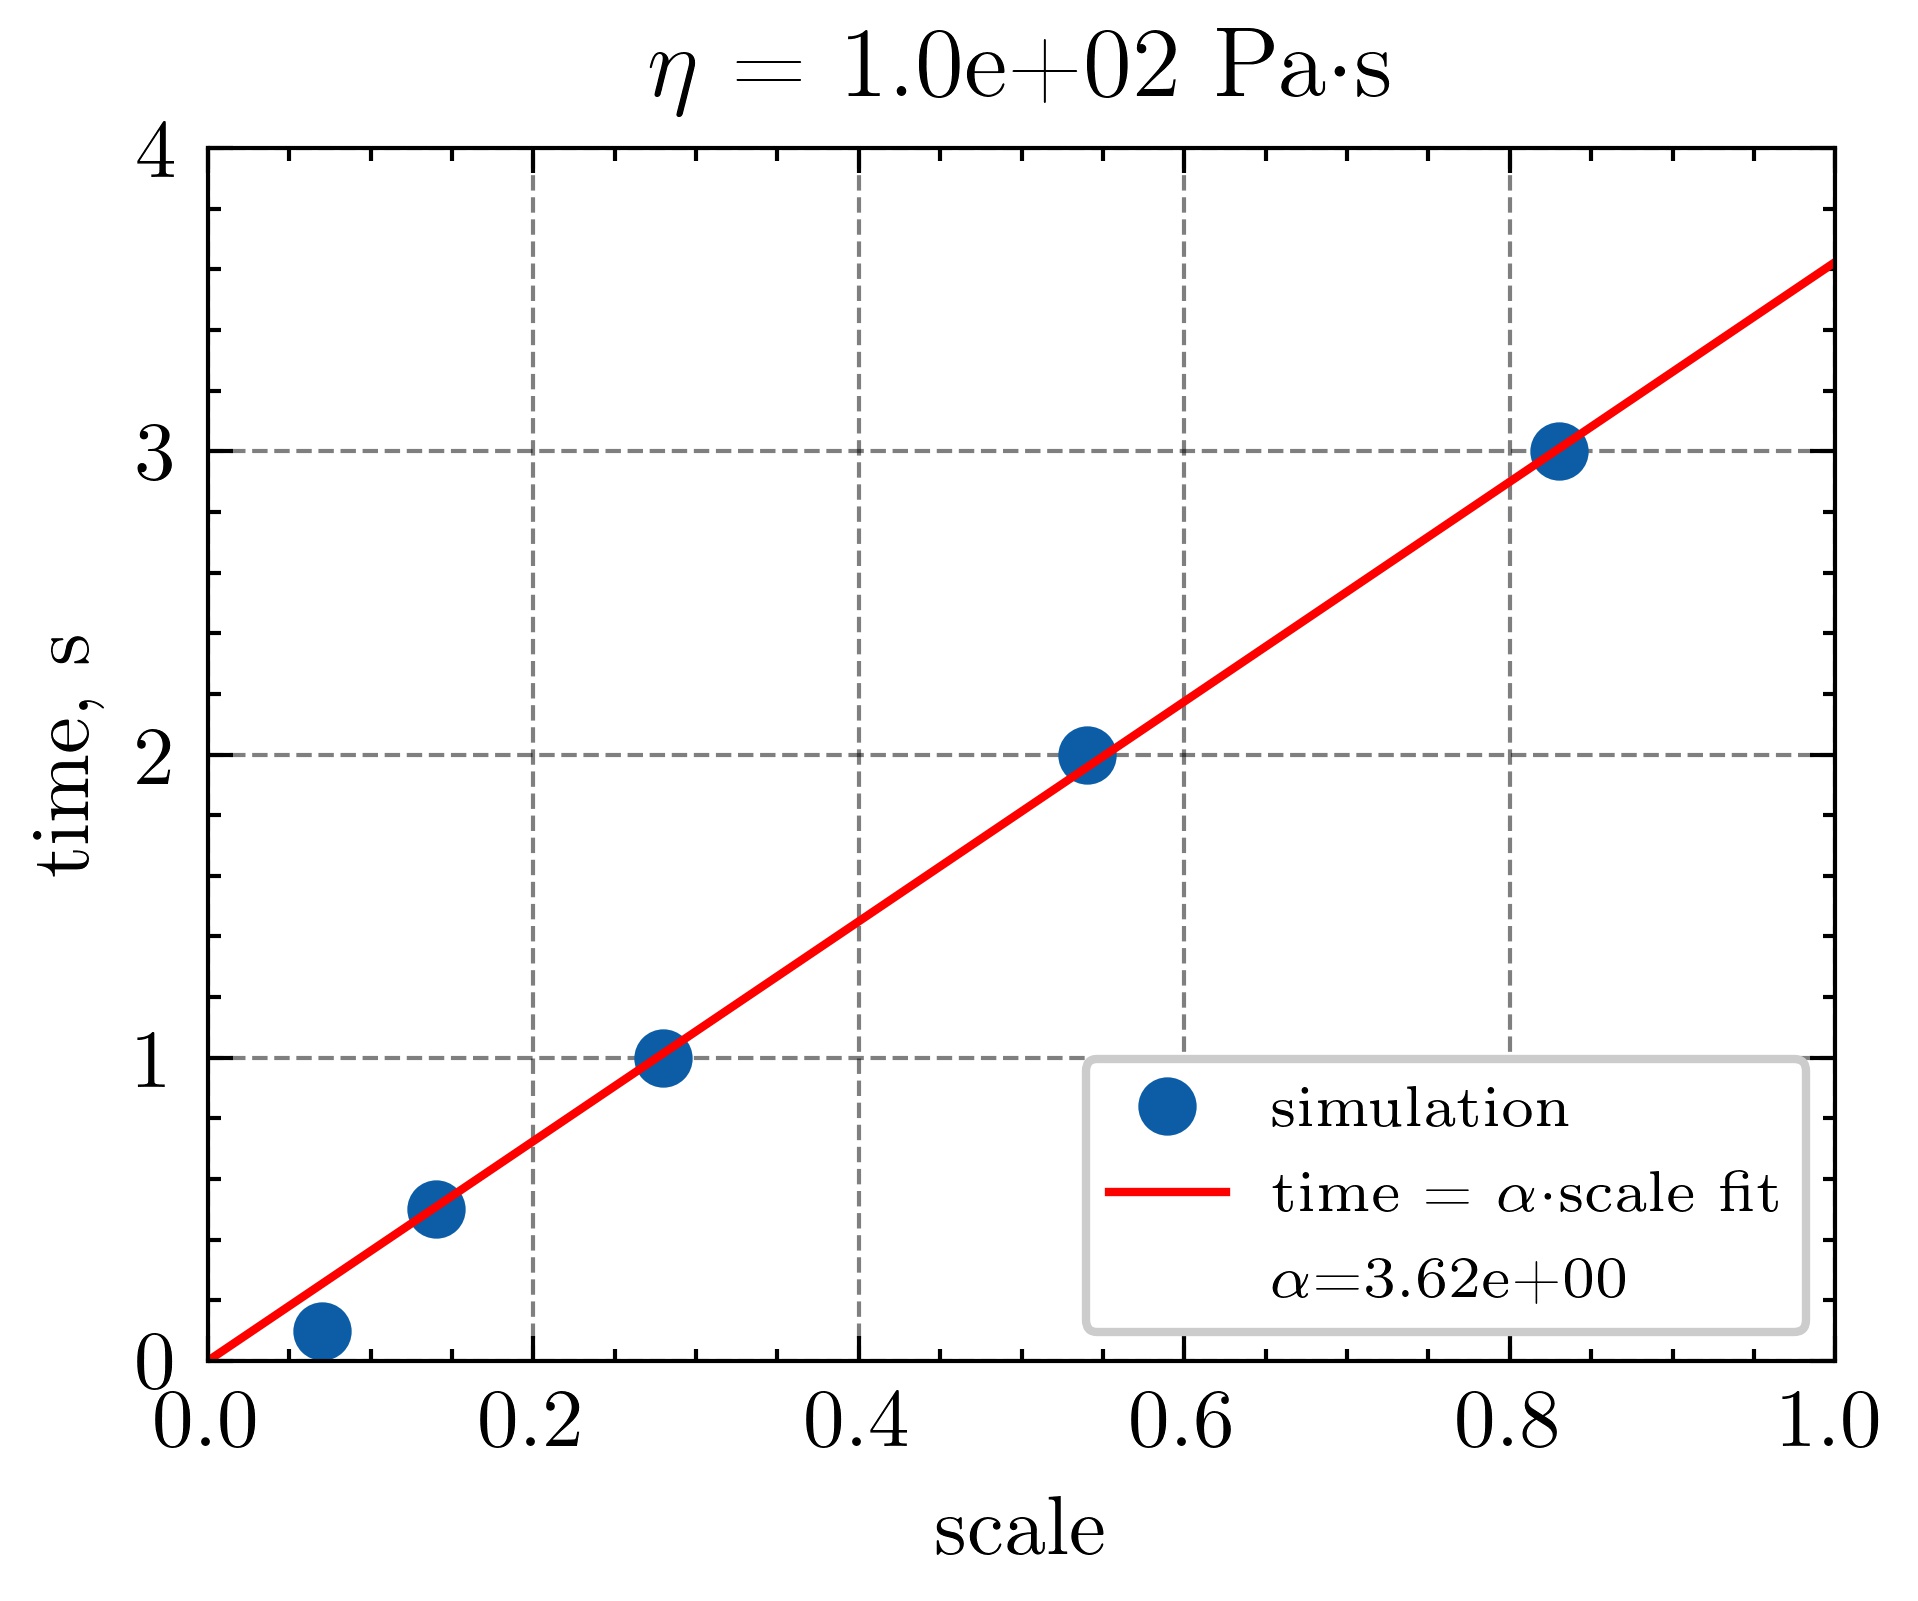 η = 1.0e+02 Pa·s
4
3
2
1
0
time, s
0.0 0.2 0.4 0.6 0.8 1.0
scale
simulation
time = α·scale fit
α=3.62e+00